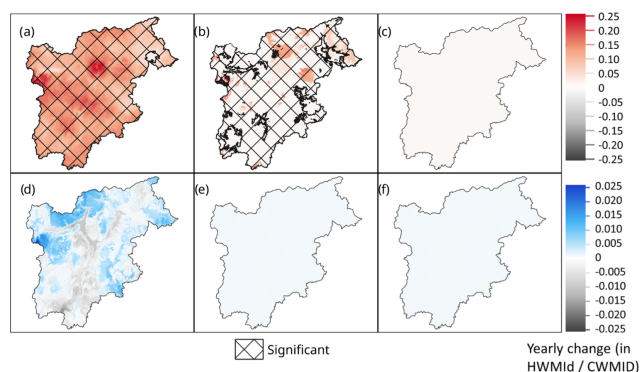 (a)
(b)
(c)
0.25
0.20
0.15
0.10
0.05
0
-0.05
-0.10
-0.15
-0.20
-0.25
(d)
(e)
(f)
0.025
0.020
0.015
0.010
0.005
0
-0.005
-0.010
-0.015
-0.020
-0.025
Significant
Yearly change (in
HWMId / CWMID)